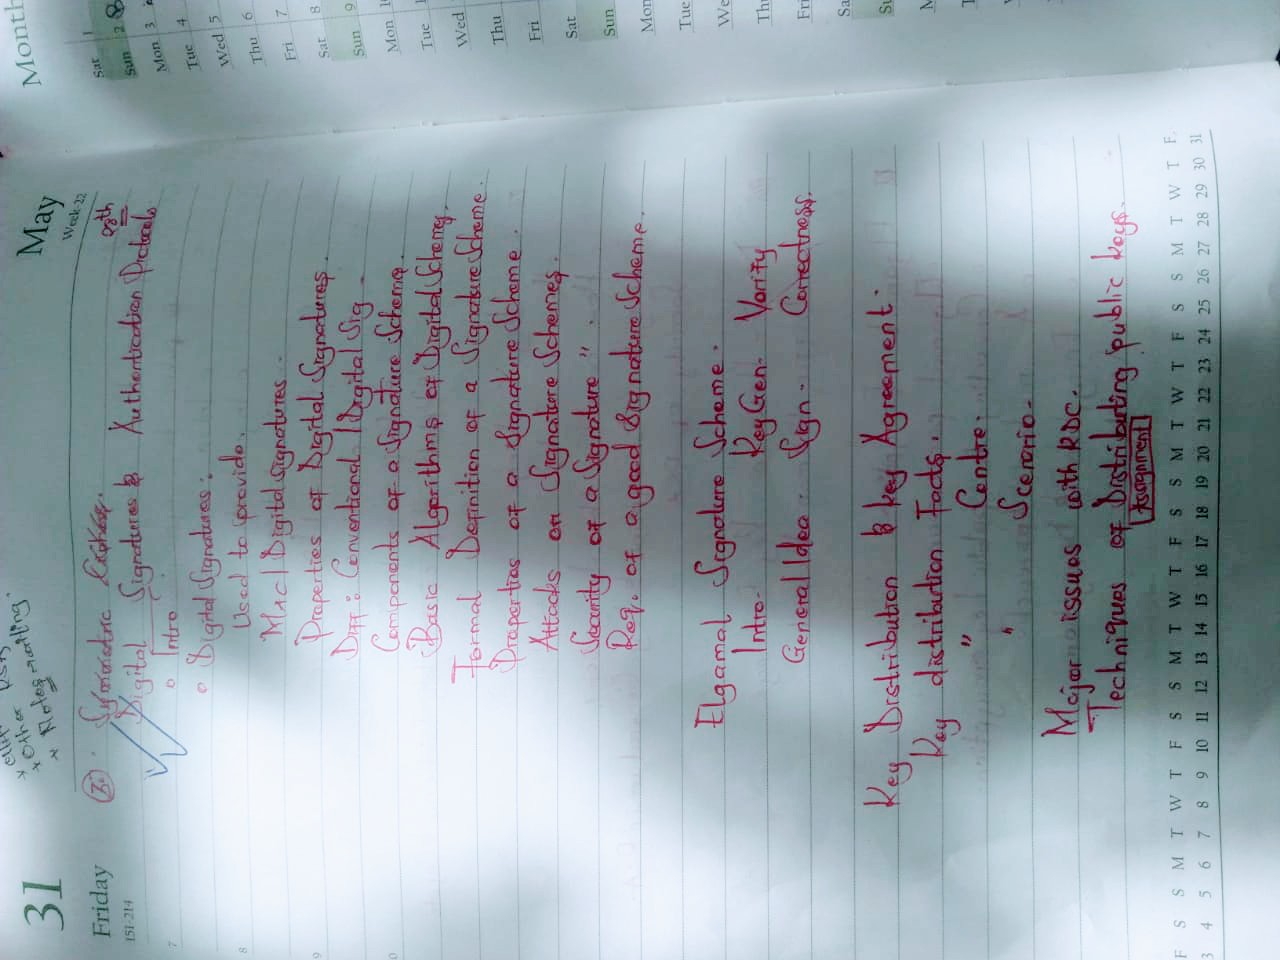 31
May
Friday
Week-22
151-214
* Other
* Notes marking.
3. Symmetric
28th
Digital Signatures & Authentication Protocols
o Intro
o Digital Signatures:
Used to provide.
MAC | Digital Signatures.
Properties of Digital Signatures.
Diff: Conventional | Digital Sig.
Components of a Signature Scheme.
Basic Algorithms of Digital Scheme.
Formal Definition of a Signature Scheme.
Properties of a Signature Scheme.
Attacks on Signature Schemes.
Security of a Signature ".
Req. of a good Signature Scheme.
Elgamal Signature Scheme.
Intro. Key Gen. Verify
General Idea. Sign. Correctness.
Key Distribution & Key Agreement.
Key distribution Facts.
" Centre.
" Scenario.
Major issues with KDC.
Techniques of Distributing public keys.
Assignment
7
8
9
F S S M T W T F S S M T W T F S S M T W T F S S M T W T F
3 4 5 6 7 8 9 10 11 12 13 14 15 16 17 18 19 20 21 22 23 24 25 26 27 28 29 30 31
Month
Sat 1
Sun 2
Mon 3
Tue 4
Wed 5
Thu 6
Fri 7
Sat 8
Sun 9
Mon
Tue
Wed
Thu
Fri
Sat
Sun
Mon
Tue
We
Thu
Fri
Sa